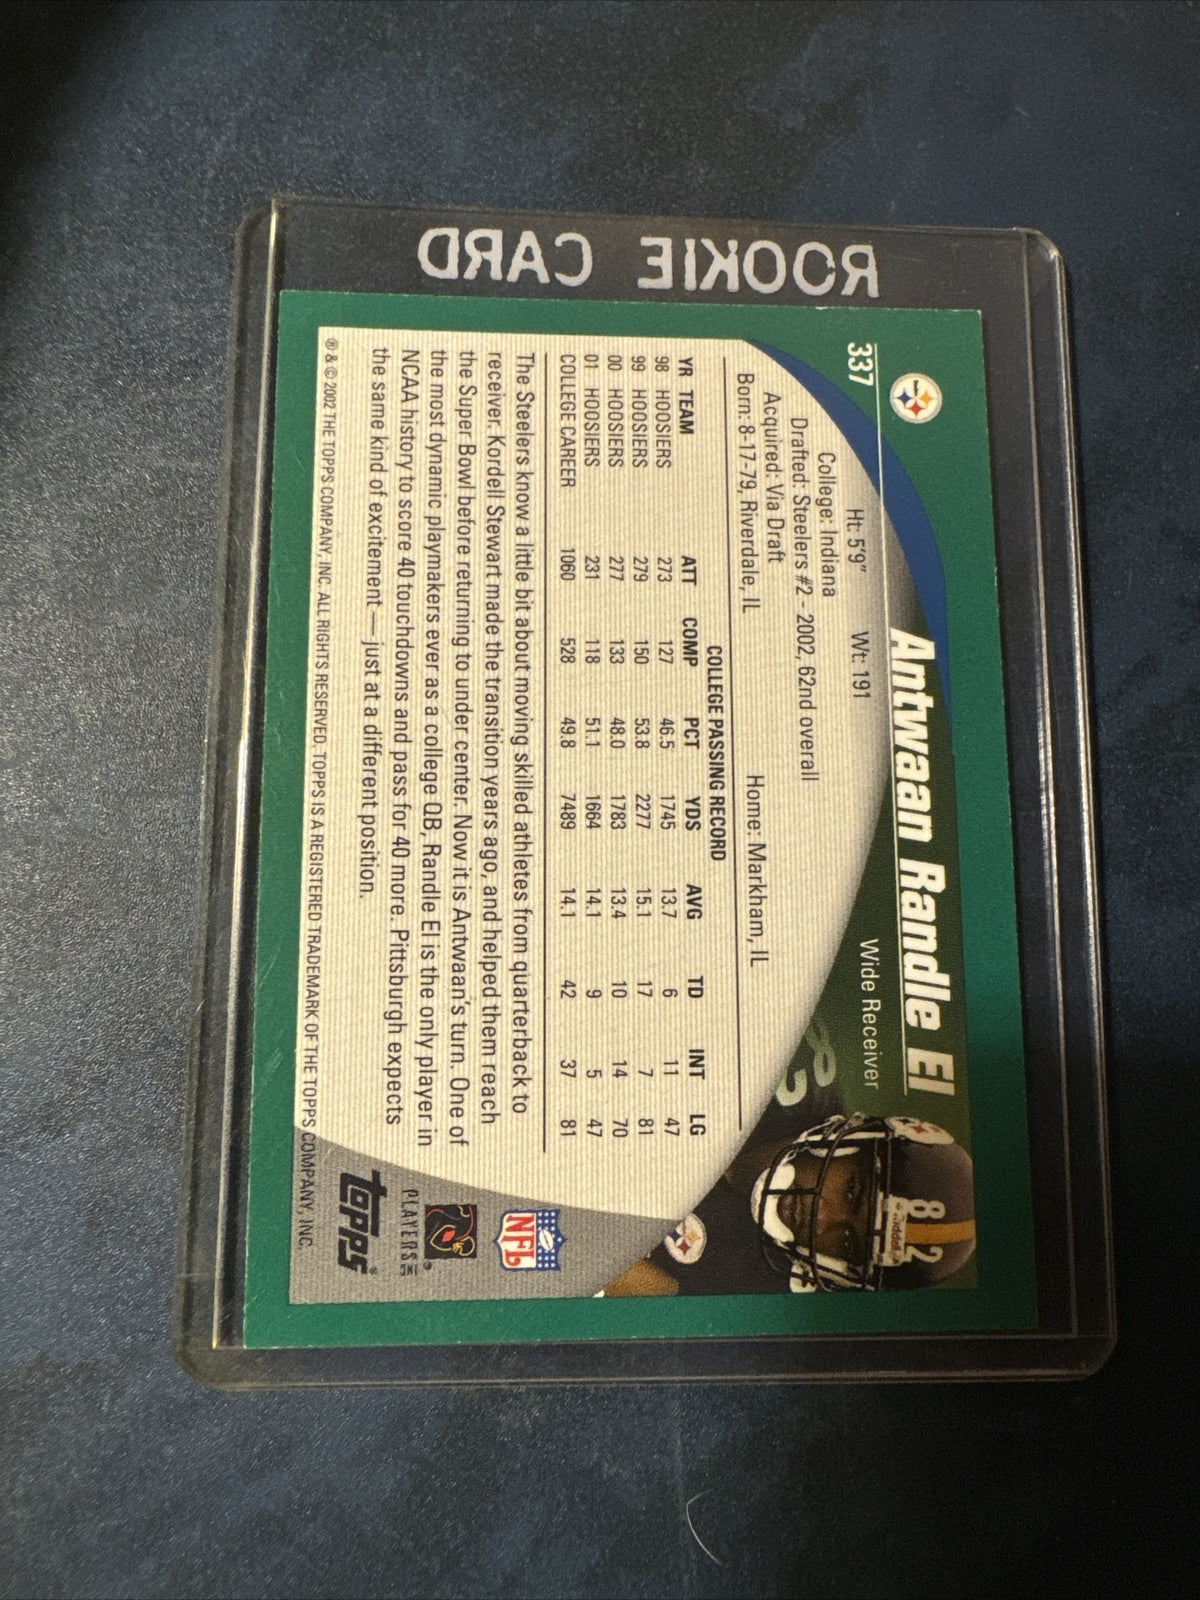 ROOKIE CARD
337
Antwaan Randle El
Wide Receiver
82
Riddell
Ht: 5'9" Wt: 191
College: Indiana
Drafted: Steelers #2 - 2002, 62nd overall
Acquired: Via Draft
Born: 8-17-79, Riverdale, IL Home: Markham, IL
COLLEGE PASSING RECORD
YR TEAM ATT COMP PCT YDS AVG TD INT LG
98 HOOSIERS 273 127 46.5 1745 13.7 6 11 47
99 HOOSIERS 279 150 53.8 2277 15.1 17 7 81
00 HOOSIERS 277 133 48.0 1783 13.4 10 14 70
01 HOOSIERS 231 118 51.1 1664 14.1 9 5 47
COLLEGE CAREER 1060 528 49.8 7489 14.1 42 37 81
The Steelers know a little bit about moving skilled athletes from quarterback to
receiver. Kordell Stewart made the transition years ago, and helped them reach
the Super Bowl before returning to under center. Now it is Antwaan's turn. One of
the most dynamic playmakers ever as a college QB, Randle El is the only player in
NCAA history to score 40 touchdowns and pass for 40 more. Pittsburgh expects
the same kind of excitement—just at a different position.
NFL
PLAYERS INC
Topps®
® & © 2002 THE TOPPS COMPANY, INC. ALL RIGHTS RESERVED. TOPPS IS A REGISTERED TRADEMARK OF THE TOPPS COMPANY, INC.